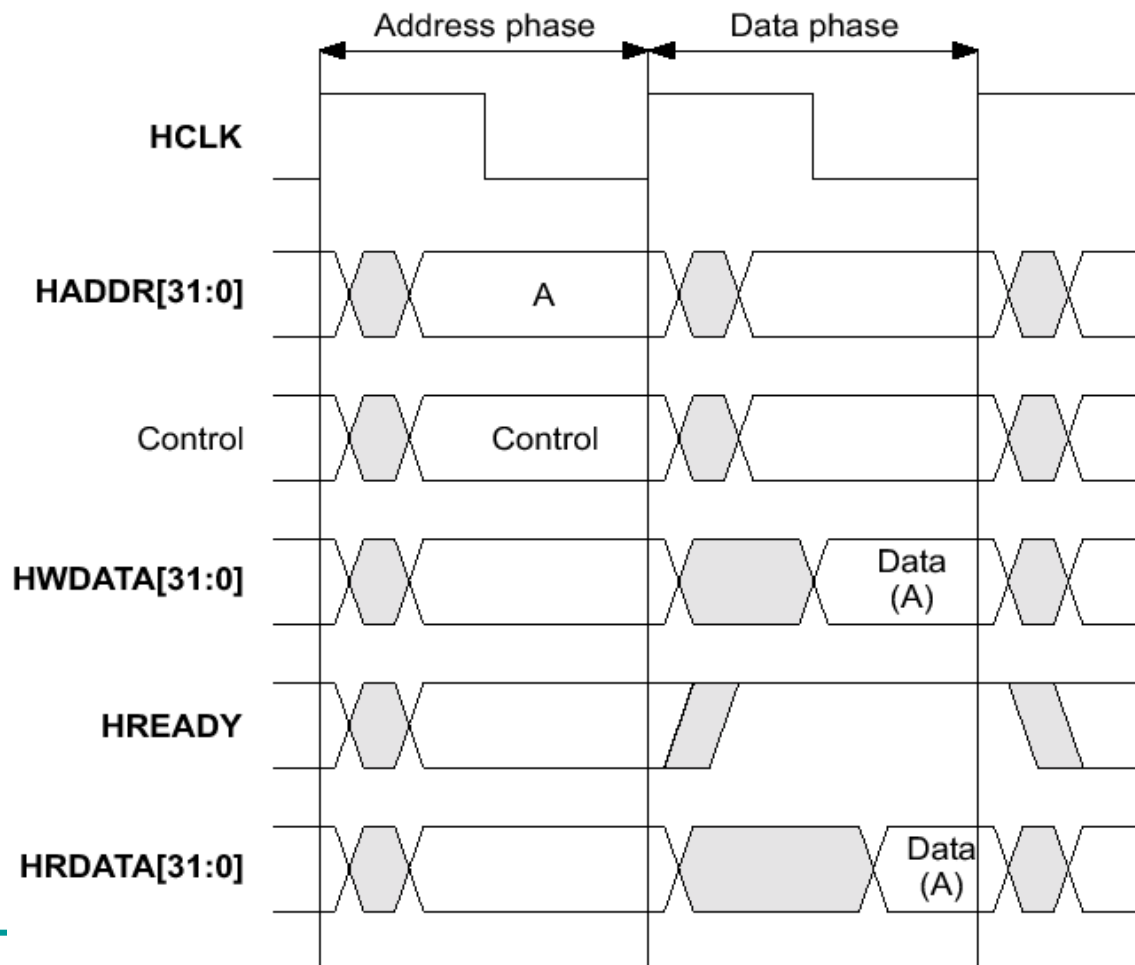 Address phase
Data phase
HCLK
HADDR[31:0]
A
Control
Control
HWDATA[31:0]
Data
(A)
HREADY
HRDATA[31:0]
Data
(A)